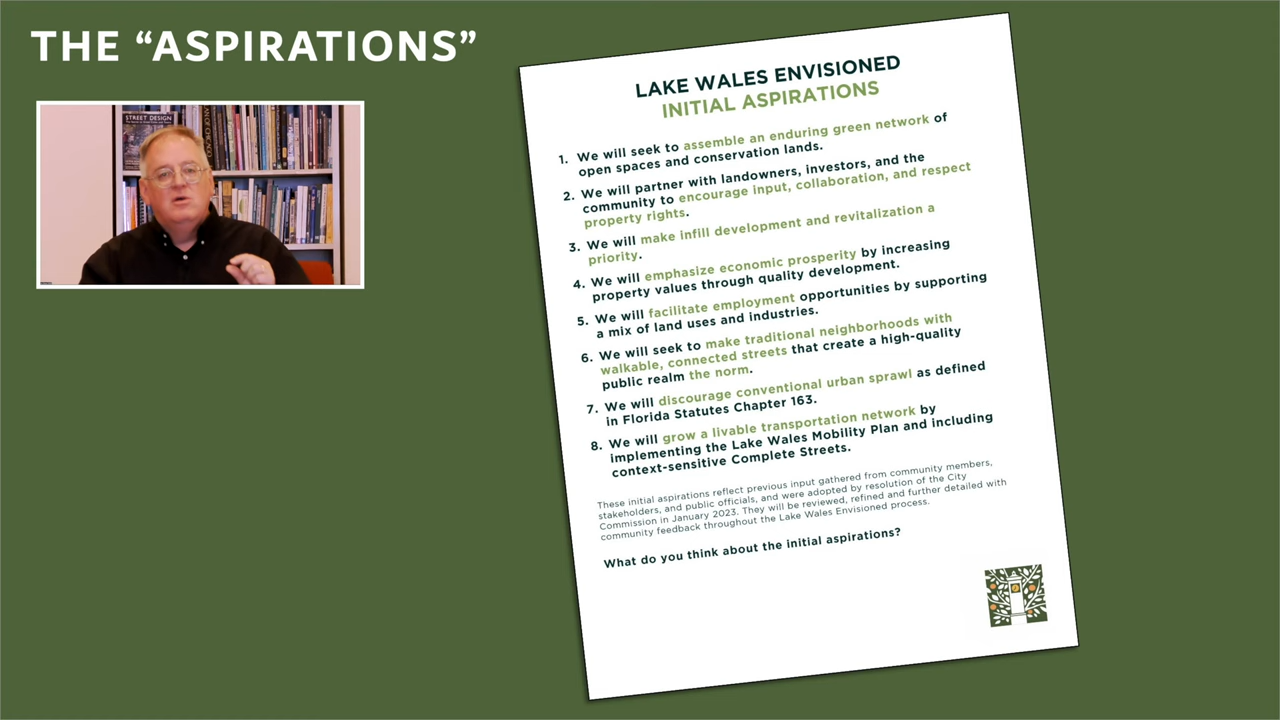 THE “ASPIRATIONS”
STREET DESIGN
LAKE WALES ENVISIONED
INITIAL ASPIRATIONS
1. We will seek to assemble an enduring green network of
open spaces and conservation lands.
2. We will partner with landowners, investors, and the
community to encourage input, collaboration, and respect
property rights.
3. We will make infill development and revitalization a
priority.
4. We will emphasize economic prosperity by increasing
property values through quality development.
5. We will facilitate employment opportunities by supporting
a mix of land uses and industries.
6. We will seek to make traditional neighborhoods with
walkable, connected streets that create a high-quality
public realm the norm.
7. We will discourage conventional urban sprawl as defined
in Florida Statutes Chapter 163.
8. We will grow a livable transportation network by
implementing the Lake Wales Mobility Plan and including
context-sensitive Complete Streets.
These initial aspirations reflect previous input gathered from community members,
stakeholders, and public officials, and were adopted by resolution of the City
Commission in January 2023. They will be reviewed, refined and further detailed with
community feedback throughout the Lake Wales Envisioned process.
What do you think about the initial aspirations?